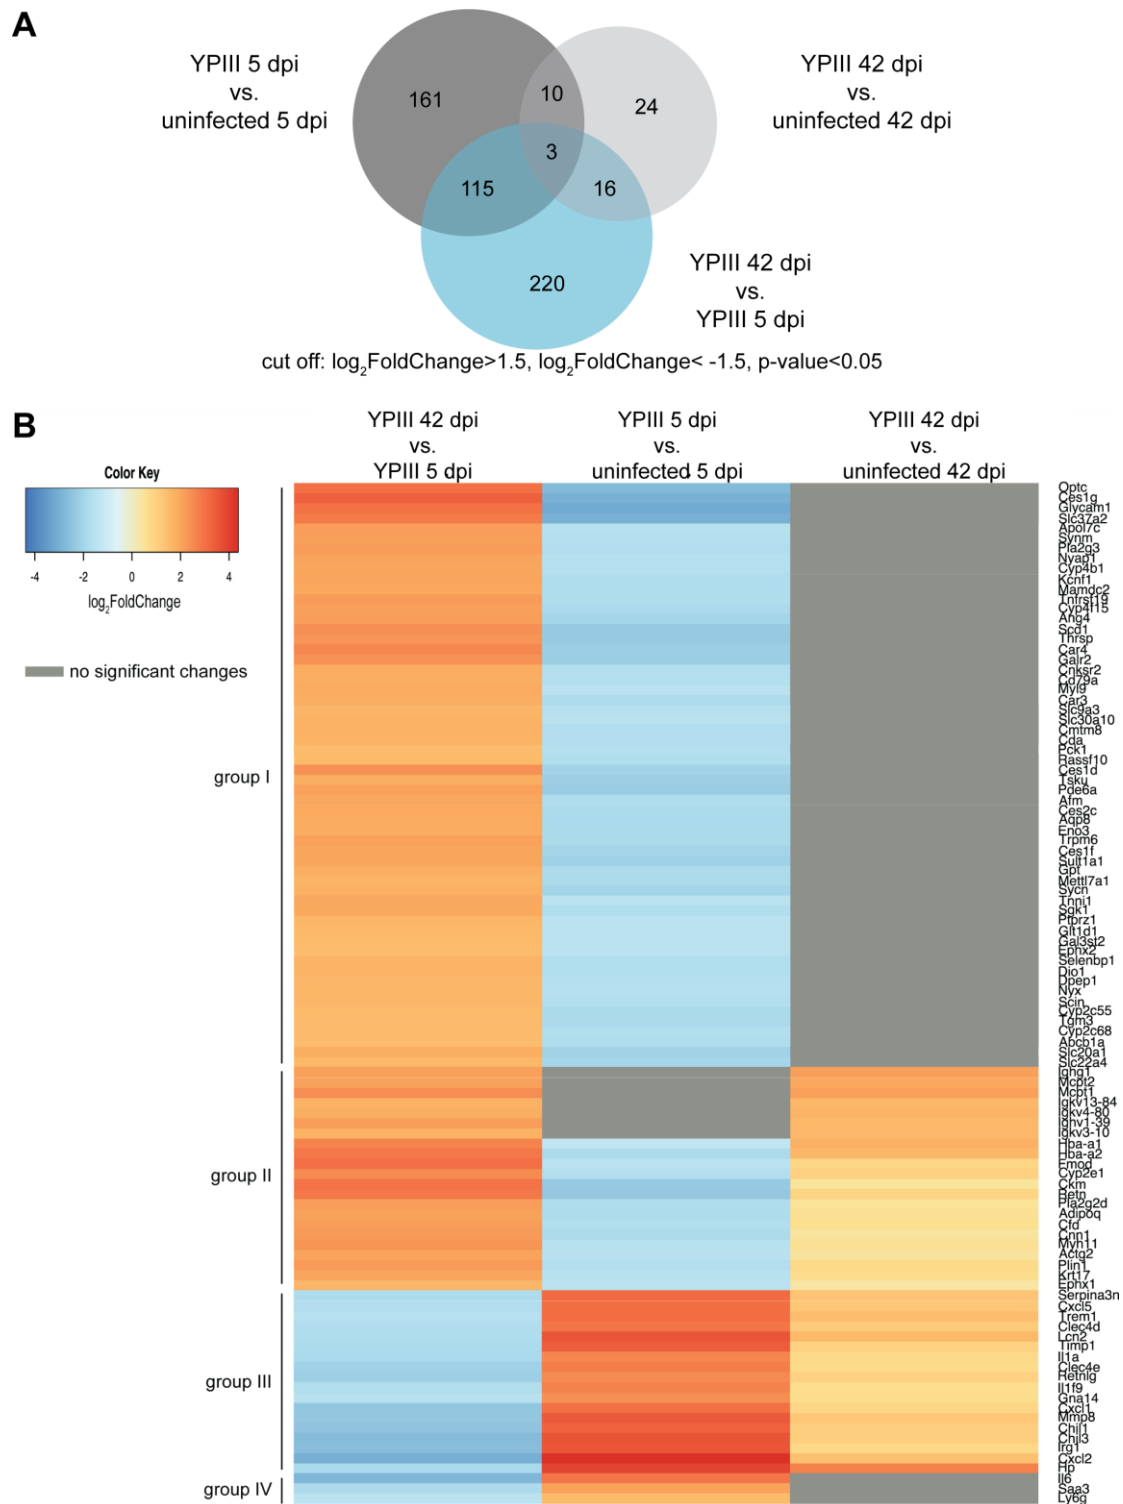 A
YPIII 5 dpi
vs.
uninfected 5 dpi
YPIII 42 dpi
vs.
uninfected 42 dpi
161
10
24
3
115
16
220
YPIII 42 dpi
vs.
YPIII 5 dpi
cut off: log2FoldChange>1.5, log2FoldChange< -1.5, p-value<0.05
B
YPIII 42 dpi
vs.
YPIII 5 dpi
YPIII 5 dpi
vs.
uninfected 5 dpi
YPIII 42 dpi
vs.
uninfected 42 dpi
Color Key
-4 -2 0 2 4
log2FoldChange
no significant changes
group I
group II
group III
group IV
Optc
Ces1g
Glycam1
Slc37a2
Apol7c
Synm
Pla2g3
Nyap1
Cyp4b1
Kcnf1
Mamdc2
Tnfrsf19
Cyp4f15
Ang4
Scd1
Thrsp
Car4
Galr2
Cnksr2
Cd79a
Myl9
Car3
Slc9a3
Slc30a10
Cmtm8
Cda
Pck1
Rassf10
Ces1d
Tsku
Pde6a
Afm
Ces2c
Aqp8
Eno3
Trpm6
Ces1f
Sult1a1
Gpt
Mettl7a1
Sycn
Tnni1
Sgk1
Ptprz1
Glt1d1
Gal3st2
Ephx2
Selenbp1
Dio1
Dpep1
Nyx
Scin
Cyp2c55
Tgm3
Cyp2c68
Abcb1a
Slc20a1
Slc22a4
Ighg1
Mcpt2
Mcpt1
Igkv13-84
Igkv4-80
Ighv1-39
Igkv3-10
Hba-a1
Hba-a2
Fmod
Cyp2e1
Ckm
Retn
Pla2g2d
Adipoq
Cfd
Cnn1
Myh11
Actg2
Plin1
Krt17
Ephx1
Serpina3n
Cxcl5
Trem1
Clec4d
Lcn2
Timp1
Il1a
Clec4e
Retnlg
Il1f9
Gna14
Cxcl1
Mmp8
Chil1
Chil3
Irg1
Cxcl2
Hp
Il6
Saa3
Ly6g